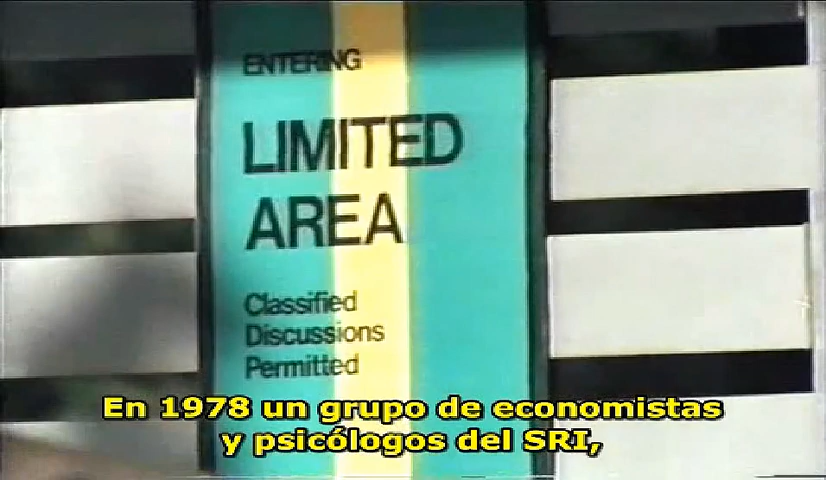 ENTERING
LIMITED
AREA
Classified
Discussions
Permitted
En 1978 un grupo de economistas
y psicólogos del SRI,